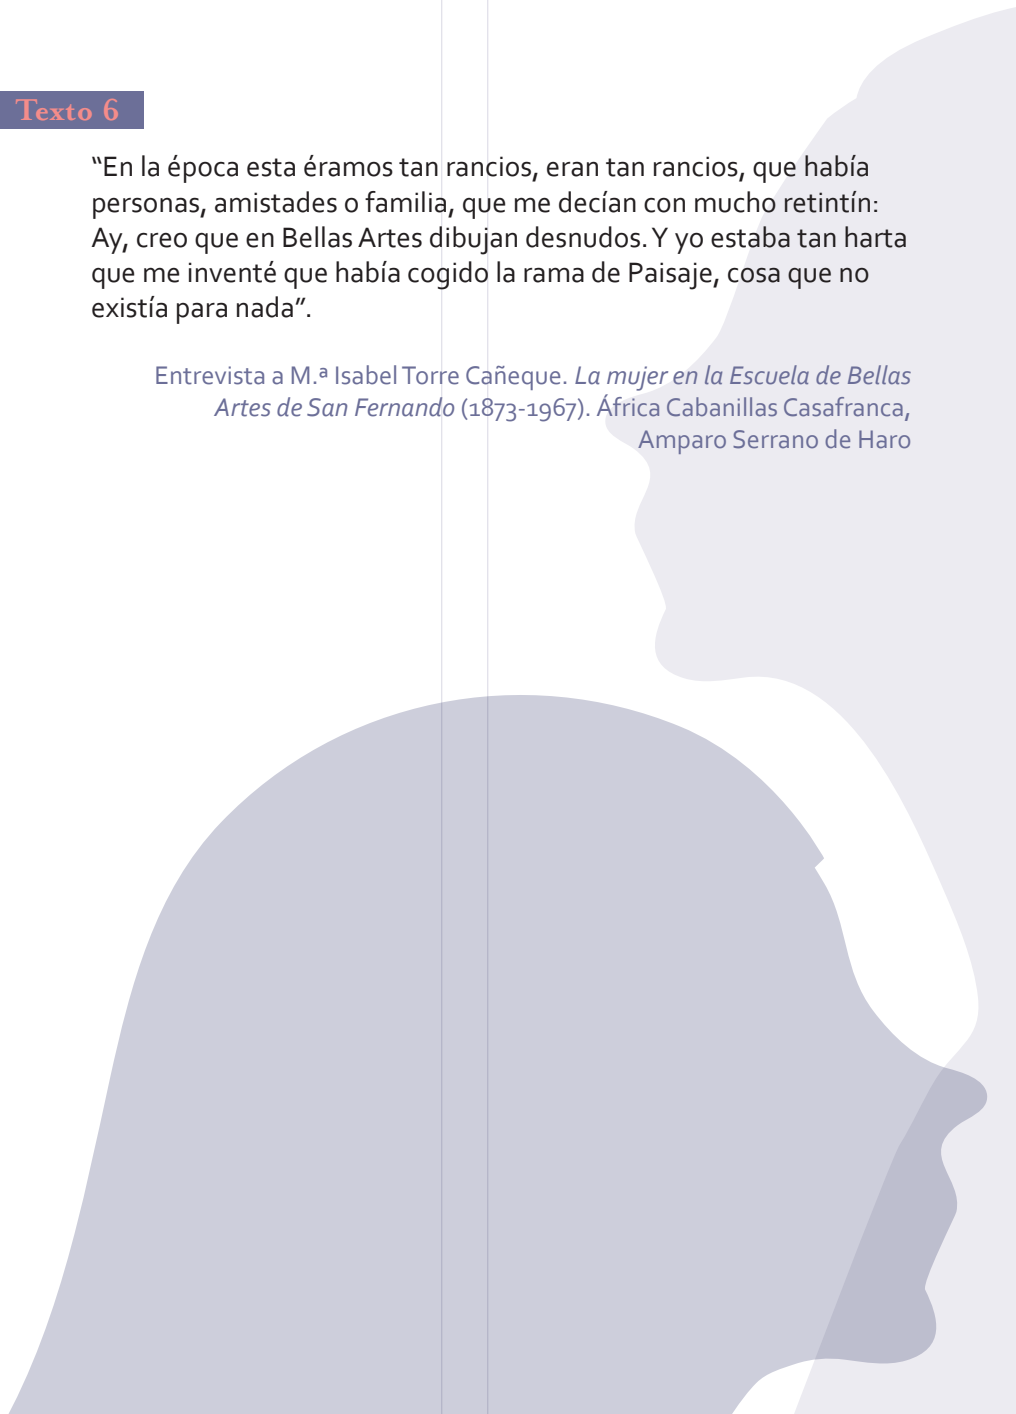 Texto 6
“En la época esta éramos tan rancios, eran tan rancios, que había
personas, amistades o familia, que me decían con mucho retintín:
Ay, creo que en Bellas Artes dibujan desnudos. Y yo estaba tan harta
que me inventé que había cogido la rama de Paisaje, cosa que no
existía para nada”.
Entrevista a M.ª Isabel Torre Cañeque. La mujer en la Escuela de Bellas
Artes de San Fernando (1873-1967). África Cabanillas Casafranca,
Amparo Serrano de Haro